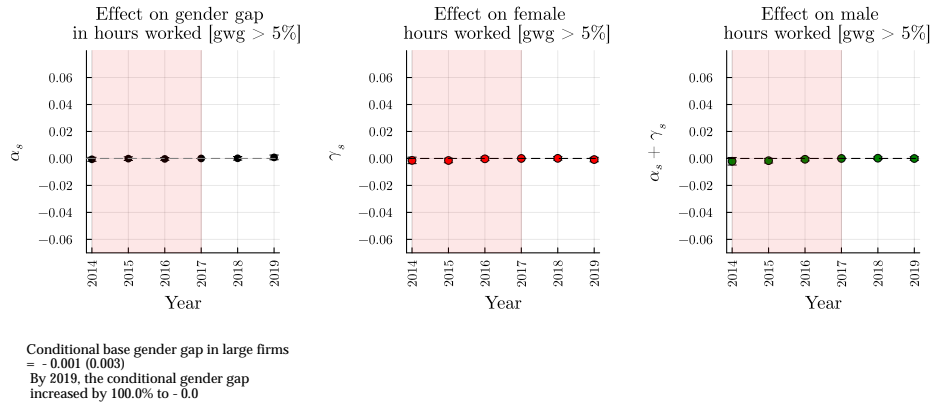 Effect on gender gap
in hours worked [gwg > 5%]
αₛ
0.06
0.04
0.02
0.00
−0.02
−0.04
−0.06
2014
2015
2016
2017
2018
2019
Year
Effect on female
hours worked [gwg > 5%]
γₛ
0.06
0.04
0.02
0.00
−0.02
−0.04
−0.06
2014
2015
2016
2017
2018
2019
Year
Effect on male
hours worked [gwg > 5%]
αₛ + γₛ
0.06
0.04
0.02
0.00
−0.02
−0.04
−0.06
2014
2015
2016
2017
2018
2019
Year
Conditional base gender gap in large firms
= - 0.001 (0.003)
By 2019, the conditional gender gap
increased by 100.0% to - 0.0